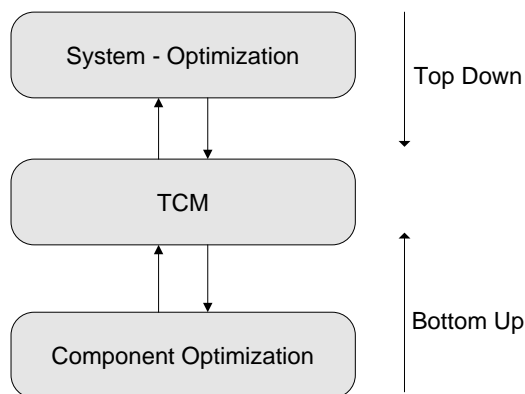 System - Optimization
Top Down
TCM
Bottom Up
Component Optimization